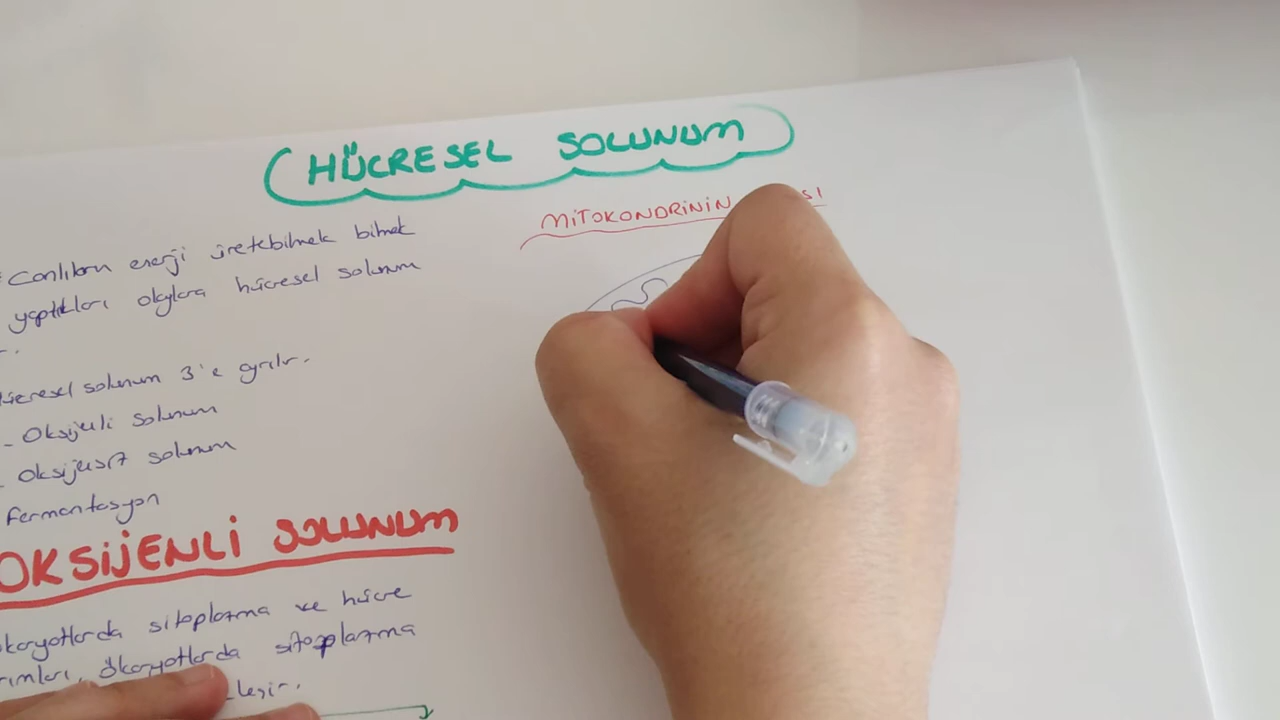 HÜCRESEL SOLUNUM
Canlıların enerji üretebilmek bilmek
yaptıkları olaylara hücresel solunum
Hücresel solunum 3'e ayrılır.
- Oksijenli solunum
- Oksijensiz solunum
Fermantasyon
OKSİJENLİ SOLUNUM
sitoplazma ve hücre
ökaryotlarda sitoplazma
MİTOKONDRİNİN